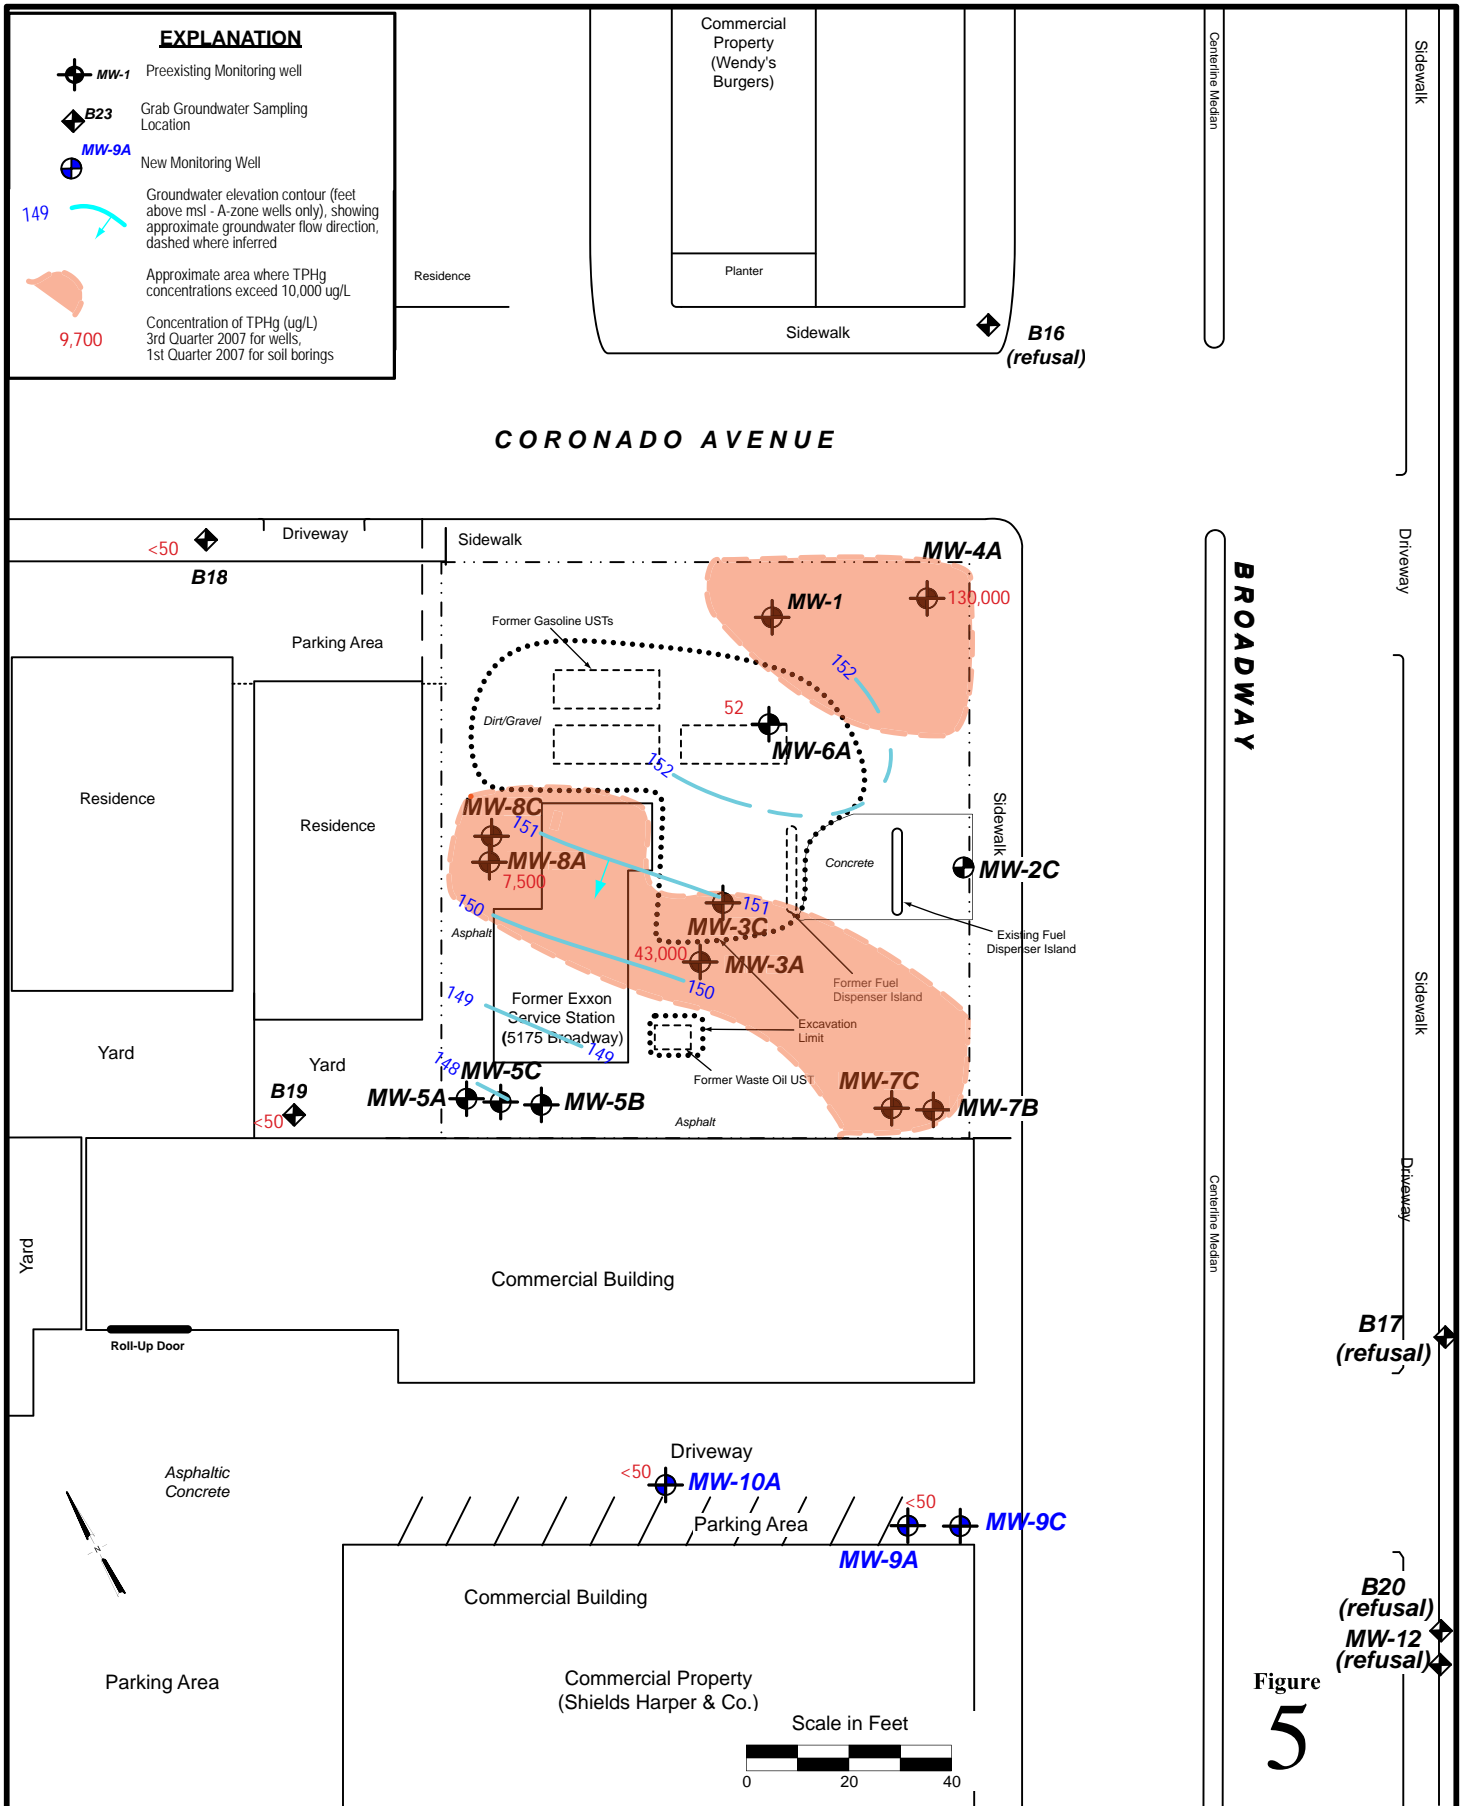 EXPLANATION
MW-1 Preexisting Monitoring well
B23 Grab Groundwater Sampling
Location
MW-9A
New Monitoring Well
149
Groundwater elevation contour (feet
above msl - A-zone wells only), showing
approximate groundwater flow direction,
dashed where inferred
Approximate area where TPHg
concentrations exceed 10,000 ug/L
9,700
Concentration of TPHg (ug/L)
3rd Quarter 2007 for wells,
1st Quarter 2007 for soil borings
Commercial
Property
(Wendy's
Burgers)
Centerline Median
Sidewalk
Residence
Planter
Sidewalk
B16
(refusal)
CORONADO AVENUE
Driveway
Sidewalk
<50
B18
MW-4A
130,000
MW-1
Driveway
BROADWAY
Former Gasoline USTs
Parking Area
152
52
MW-6A
Dirt/Gravel
152
Residence
Residence
MW-8C
151
MW-8A
7,500
Sidewalk
Concrete
MW-2C
150
151
MW-3C
Asphalt
43,000
MW-3A
Existing Fuel
Dispenser Island
150
Former Fuel
Dispenser Island
149
Former Exxon
Service Station
(5175 Broadway)
Excavation
Limit
149
Sidewalk
Yard
Yard
148
MW-5C
Former Waste Oil UST
MW-7C
B19
<50
MW-5A
MW-5B
MW-7B
Asphalt
Driveway
Centerline Median
Yard
Commercial Building
Roll-Up Door
B17
(refusal)
Driveway
Asphaltic
Concrete
<50
MW-10A
<50
Parking Area
MW-9C
MW-9A
N
Commercial Building
B20
(refusal)
MW-12
(refusal)
Parking Area
Commercial Property
(Shields Harper & Co.)
Figure
5
Scale in Feet
0 20 40